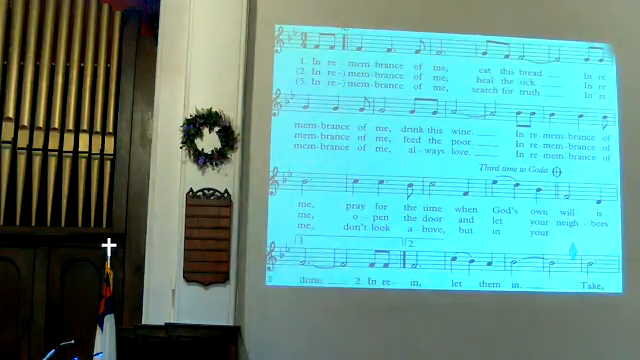 1. In re - mem-brance of me, eat this bread. In re
(2. In re-) mem-brance of me, heal the sick. In re
(3. In re-) mem-brance of me, search for truth In re
mem-brance of me, drink this wine. In re-mem-brance of
mem-brance of me, feed the poor. In re-mem-brance of
mem-brance of me, al-ways love. In re-mem-brance of
Third time to Coda
me, pray for the time when God's own will is
me, o - pen the door and let your neigh - bors
me, don't look a - bove, but in your
1 2
done. 2 In re- in, let them in. Take,